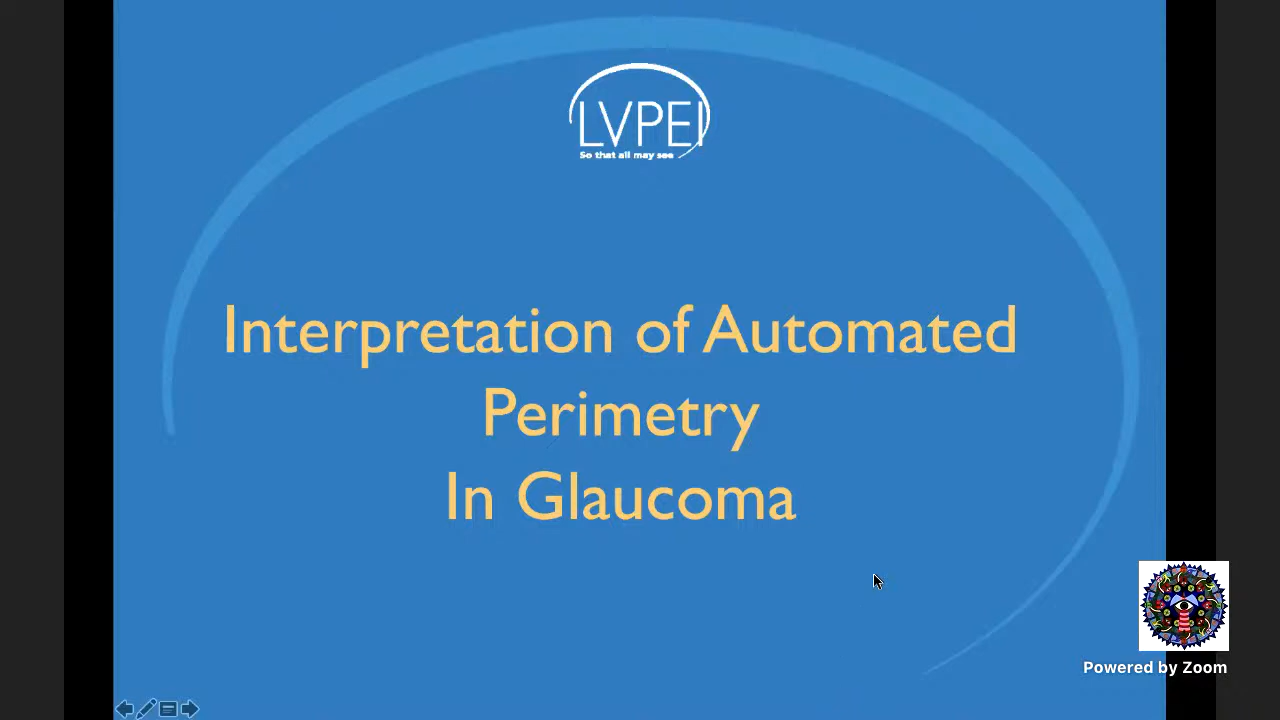 LVPEI
So that all may see
Interpretation of Automated
Perimetry
In Glaucoma
Powered by Zoom